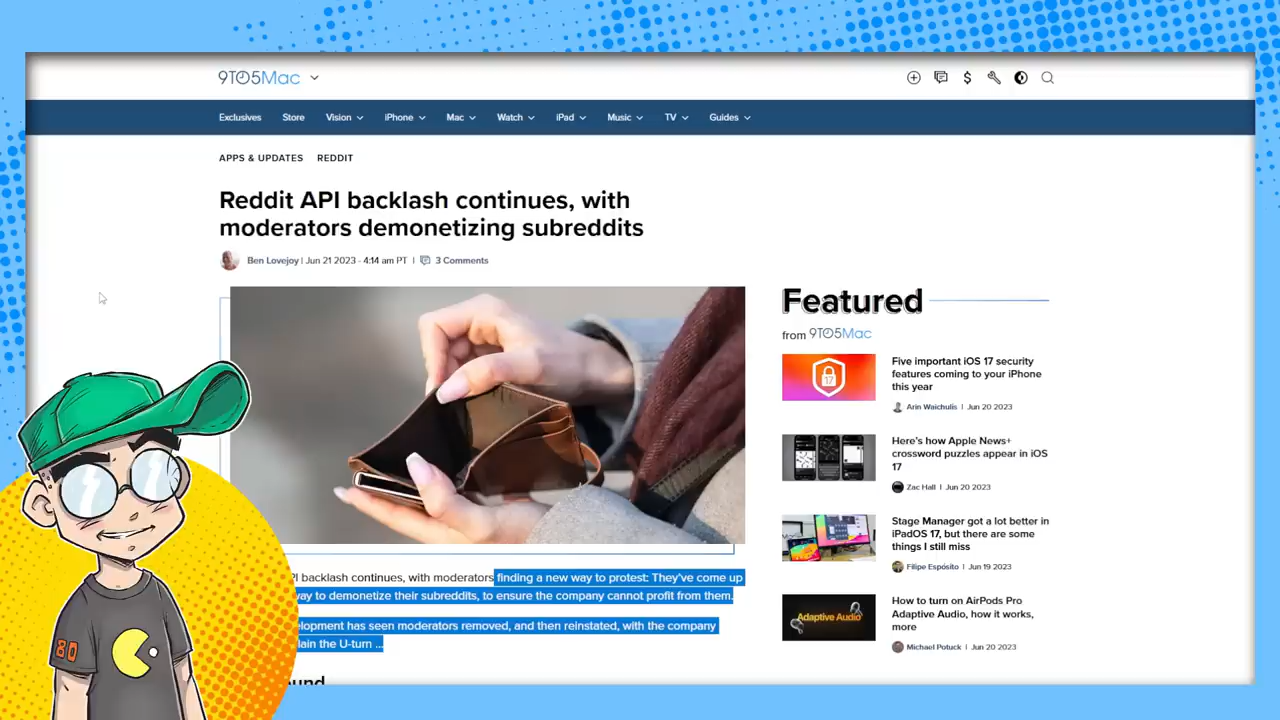 9TO5Mac
Exclusives Store Vision iPhone Mac Watch iPad Music TV Guides
APPS & UPDATES REDDIT
Reddit API backlash continues, with
moderators demonetizing subreddits
Ben Lovejoy | Jun 21 2023 - 4:14 am PT | 3 Comments
PI backlash continues, with moderators finding a new way to protest: They've come up
way to demonetize their subreddits, to ensure the company cannot profit from them.
elopment has seen moderators removed, and then reinstated, with the company
lain the U-turn ...
ound
Featured
from 9TO5Mac
17
Five important iOS 17 security
features coming to your iPhone
this year
Arin Waichulis | Jun 20 2023
Here's how Apple News+
crossword puzzles appear in iOS
17
Zac Hall | Jun 20 2023
Stage Manager got a lot better in
iPadOS 17, but there are some
things I still miss
Filipe Espósito | Jun 19 2023
Adaptive Audio
How to turn on AirPods Pro
Adaptive Audio, how it works,
more
Michael Potuck | Jun 20 2023
80